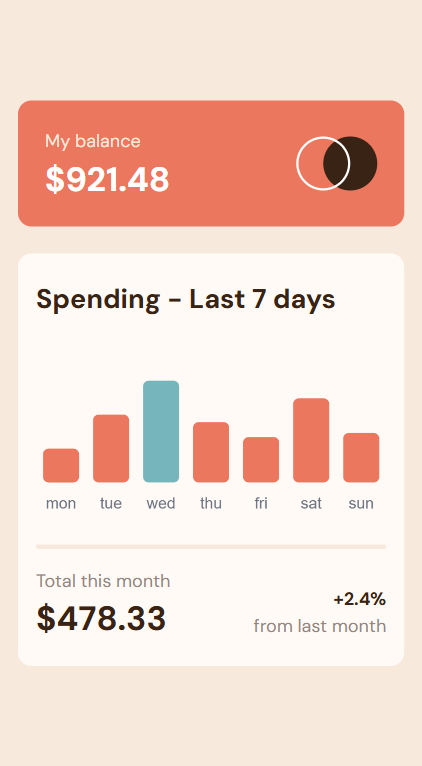 My balance
$921.48
Spending - Last 7 days
mon tue wed thu fri sat sun
Total this month
$478.33
+2.4%
from last month